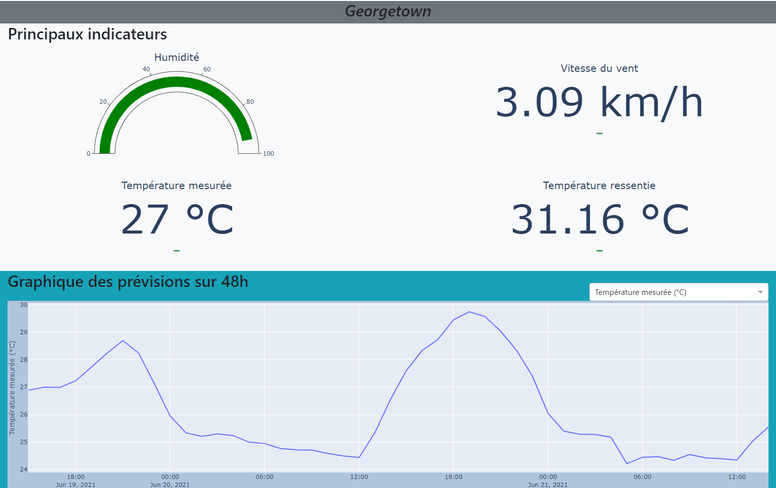 Georgetown
Principaux indicateurs
Humidité
0
20
40
60
80
100
Vitesse du vent
3.09 km/h
–
Température mesurée
27 °C
–
Température ressentie
31.16 °C
–
Graphique des prévisions sur 48h
Température mesurée (°C)
Température mesurée (°C)
30
29
28
27
26
25
24
18:00
Jun 19, 2021
00:00
Jun 20, 2021
06:00
12:00
18:00
00:00
Jun 21, 2021
06:00
12:00